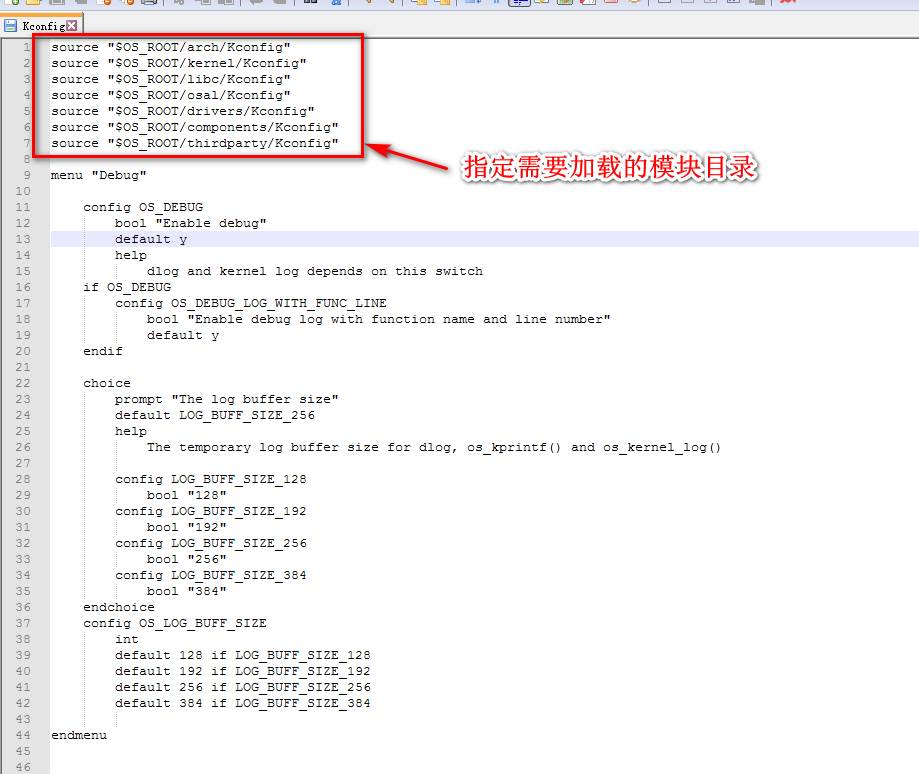 Kconfig
1 source "$OS_ROOT/arch/Kconfig"
2 source "$OS_ROOT/kernel/Kconfig"
3 source "$OS_ROOT/libc/Kconfig"
4 source "$OS_ROOT/osal/Kconfig"
5 source "$OS_ROOT/drivers/Kconfig"
6 source "$OS_ROOT/components/Kconfig"
7 source "$OS_ROOT/thirdparty/Kconfig"
指定需要加载的模块目录
8
9 menu "Debug"
10
11 config OS_DEBUG
12 bool "Enable debug"
13 default y
14 help
15 dlog and kernel log depends on this switch
16 if OS_DEBUG
17 config OS_DEBUG_LOG_WITH_FUNC_LINE
18 bool "Enable debug log with function name and line number"
19 default y
20 endif
21
22 choice
23 prompt "The log buffer size"
24 default LOG_BUFF_SIZE_256
25 help
26 The temporary log buffer size for dlog, os_kprintf() and os_kernel_log()
27
28 config LOG_BUFF_SIZE_128
29 bool "128"
30 config LOG_BUFF_SIZE_192
31 bool "192"
32 config LOG_BUFF_SIZE_256
33 bool "256"
34 config LOG_BUFF_SIZE_384
35 bool "384"
36 endchoice
37 config OS_LOG_BUFF_SIZE
38 int
39 default 128 if LOG_BUFF_SIZE_128
40 default 192 if LOG_BUFF_SIZE_192
41 default 256 if LOG_BUFF_SIZE_256
42 default 384 if LOG_BUFF_SIZE_384
43
44 endmenu
45
46